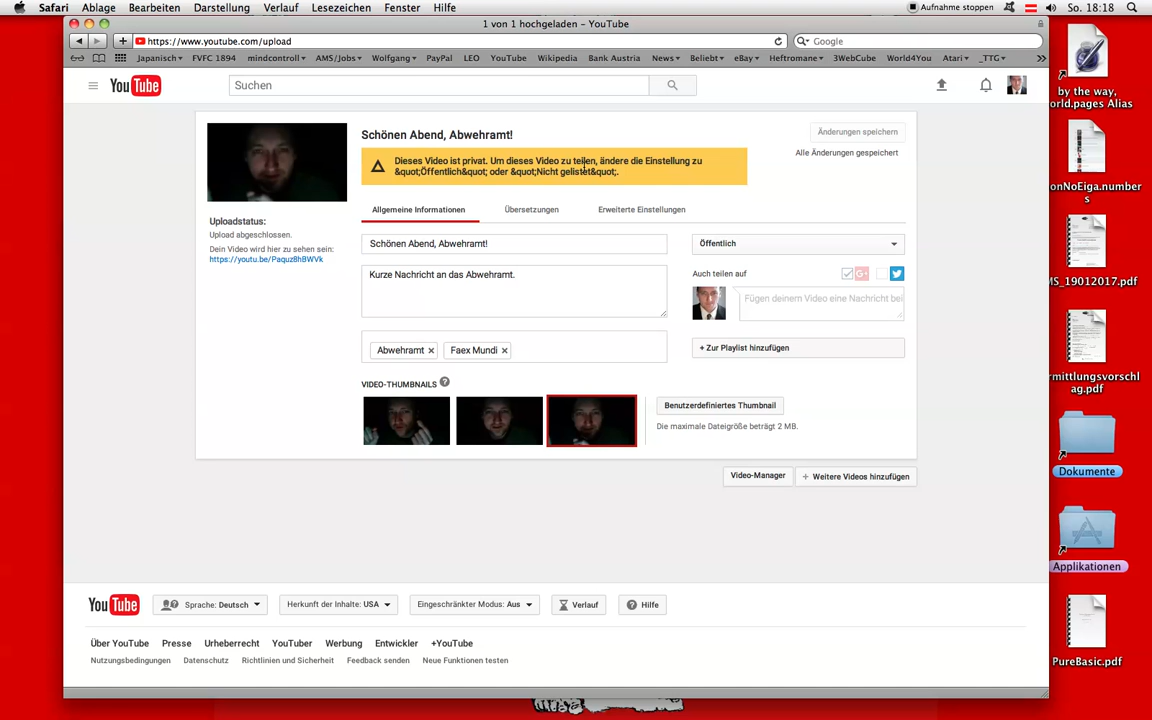 Safari Ablage Bearbeiten Darstellung Verlauf Lesezeichen Fenster Hilfe Aufnahme stoppen So. 18:18
1 von 1 hochgeladen - YouTube
https://www.youtube.com/upload Google
Japanisch FVFC 1894 mindcontroll AMS/Jobs Wolfgang PayPal LEO YouTube Wikipedia Bank Austria News Beliebt eBay Heftromane 3WebCube World4You Atari _TTG
YouTube Suchen
by the way,
orld.pages Alias
Schönen Abend, Abwehramt! Änderungen speichern
Alle Änderungen gespeichert
Dieses Video ist privat. Um dieses Video zu teilen, ändere die Einstellung zu
&quot;Öffentlich&quot; oder &quot;Nicht gelistet&quot;.
onNoEiga.number
s
Allgemeine Informationen Übersetzungen Erweiterte Einstellungen
Uploadstatus:
Upload abgeschlossen.
Dein Video wird hier zu sehen sein:
https://youtu.be/Paquz8hBWVk
Schönen Abend, Abwehramt! Öffentlich
Kurze Nachricht an das Abwehramt. Auch teilen auf
G+
Fügen deinem Video eine Nachricht bei
MS_19012017.pdf
Abwehramt × Faex Mundi × + Zur Playlist hinzufügen
VIDEO-THUMBNAILS ?
Benutzerdefiniertes Thumbnail
Die maximale Dateigröße beträgt 2 MB.
rmittlungsvorschl
ag.pdf
Video-Manager + Weitere Videos hinzufügen
Dokumente
Applikationen
YouTube Sprache: Deutsch Herkunft der Inhalte: USA Eingeschränkter Modus: Aus Verlauf Hilfe
Über YouTube Presse Urheberrecht YouTuber Werbung Entwickler +YouTube
Nutzungsbedingungen Datenschutz Richtlinien und Sicherheit Feedback senden Neue Funktionen testen
PureBasic.pdf